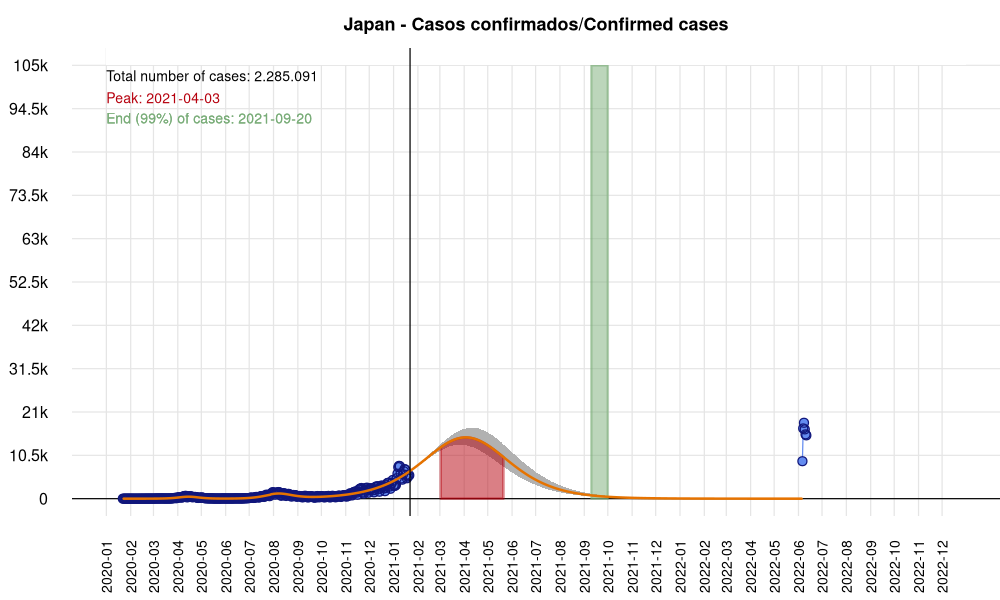 Japan - Casos confirmados/Confirmed cases
105k
Total number of cases: 2.285.091
Peak: 2021-04-03
94.5k
End (99%) of cases: 2021-09-20
84k
73.5k
63k
52.5k
42k
31.5k
21k
10.5k
0
2020-01
2020-02
2020-03
2020-04
2020-05
2020-06
2020-07
2020-08
2020-09
2020-10
2020-11
2020-12
2021-01
2021-02
2021-03
2021-04
2021-05
2021-06
2021-07
2021-08
2021-09
2021-10
2021-11
2021-12
2022-01
2022-02
2022-03
2022-04
2022-05
2022-06
2022-07
2022-08
2022-09
2022-10
2022-11
2022-12